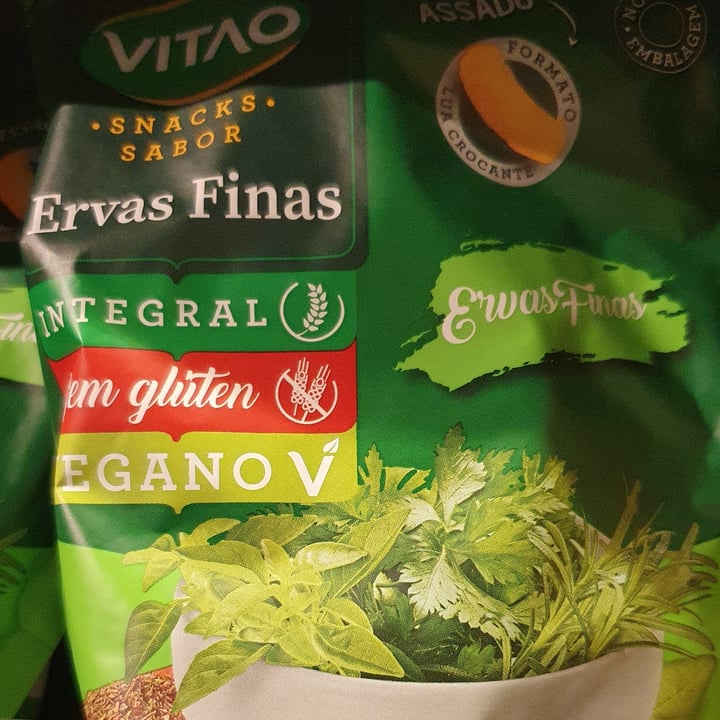 VITAO
ASSADO
SNACKS
SABOR
FORMATO
LUA CROCANTE
EMBALAGEM
Ervas Finas
INTEGRAL
Ervas Finas
em glúten
EGANO V